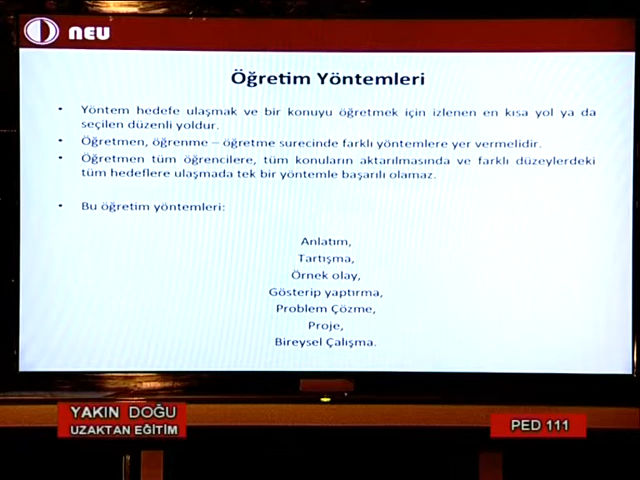 NEU
Öğretim Yöntemleri
• Yöntem hedefe ulaşmak ve bir konuyu öğretmek için izlenen en kısa yol ya da
seçilen düzenli yoldur.
• Öğretmen, öğrenme – öğretme surecinde farklı yöntemlere yer vermelidir.
• Öğretmen tüm öğrencilere, tüm konuların aktarılmasında ve farklı düzeylerdeki
tüm hedeflere ulaşmada tek bir yöntemle başarılı olamaz.
• Bu öğretim yöntemleri:
Anlatım,
Tartışma,
Örnek olay,
Gösterip yaptırma,
Problem Çözme,
Proje,
Bireysel Çalışma.
YAKIN DOĞU
UZAKTAN EĞİTİM
PED 111